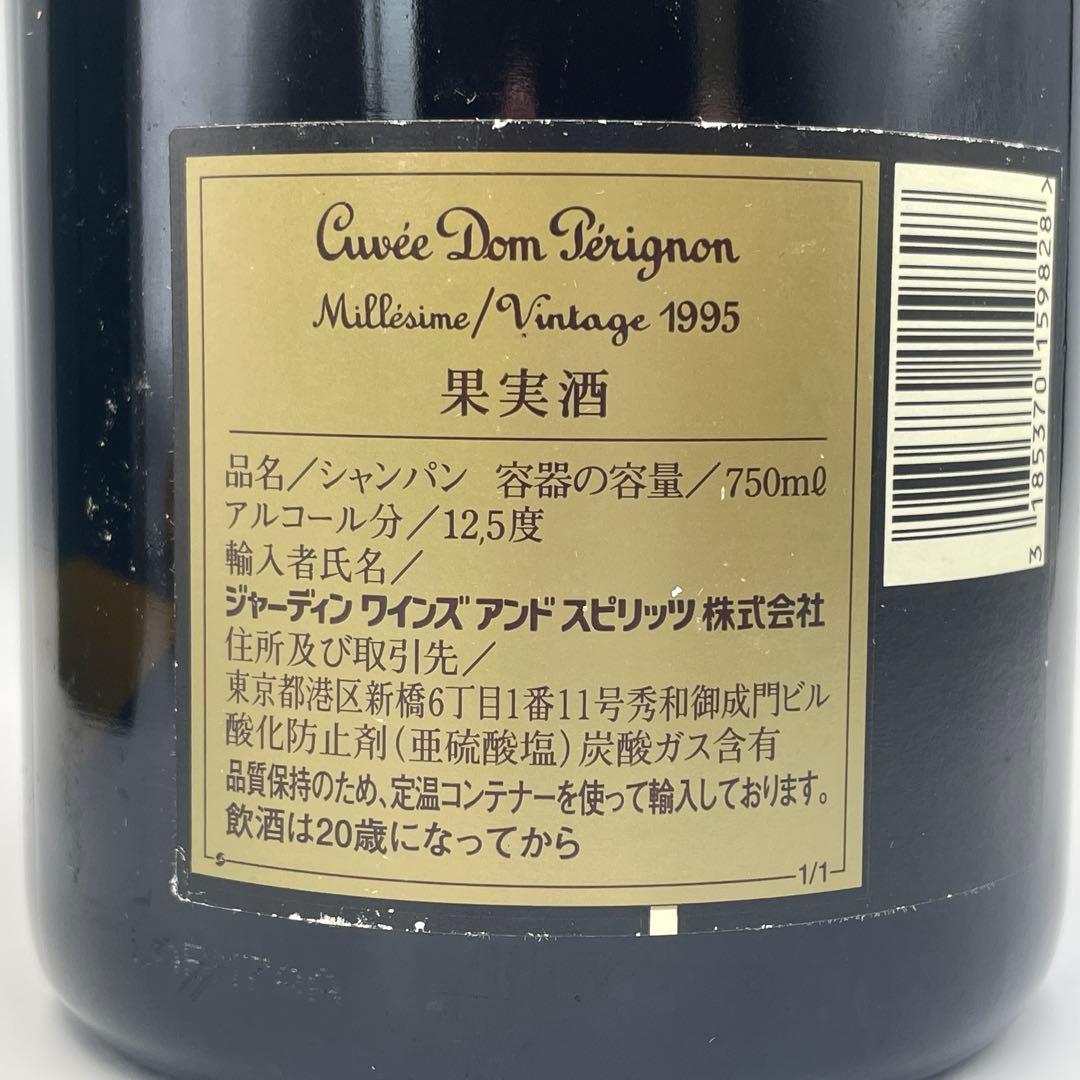 Cuvée Dom Pérignon
Millésime/Vintage 1995
果実酒
品名／シャンパン 容器の容量／750mℓ
アルコール分／12,5度
輸入者氏名／
ジャーディン ワインズ アンド スピリッツ 株式会社
住所及び取引先／
東京都港区新橋6丁目1番11号秀和御成門ビル
酸化防止剤(亜硫酸塩)炭酸ガス含有
品質保持のため、定温コンテナーを使って輸入しております。
飲酒は20歳になってから
S
1/1
3 185370 159828>